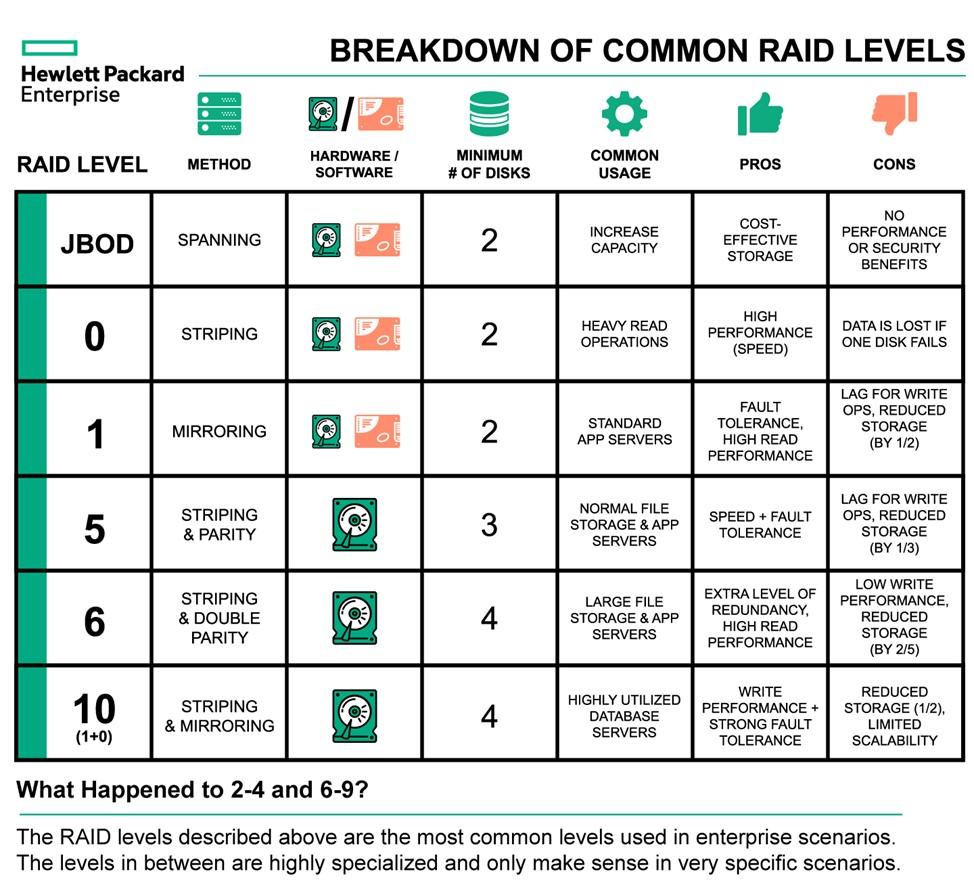 BREAKDOWN OF COMMON RAID LEVELS
Hewlett Packard
Enterprise
RAID LEVEL
METHOD
HARDWARE /
SOFTWARE
MINIMUM
# OF DISKS
COMMON
USAGE
PROS
CONS
JBOD
SPANNING
2
INCREASE
CAPACITY
COST-
EFFECTIVE
STORAGE
NO
PERFORMANCE
OR SECURITY
BENEFITS
0
STRIPING
2
HEAVY READ
OPERATIONS
HIGH
PERFORMANCE
(SPEED)
DATA IS LOST IF
ONE DISK FAILS
1
MIRRORING
2
STANDARD
APP SERVERS
FAULT
TOLERANCE,
HIGH READ
PERFORMANCE
LAG FOR WRITE
OPS, REDUCED
STORAGE
(BY 1/2)
5
STRIPING
& PARITY
3
NORMAL FILE
STORAGE & APP
SERVERS
SPEED + FAULT
TOLERANCE
LAG FOR WRITE
OPS, REDUCED
STORAGE
(BY 1/3)
6
STRIPING
& DOUBLE
PARITY
4
LARGE FILE
STORAGE & APP
SERVERS
EXTRA LEVEL OF
REDUNDANCY,
HIGH READ
PERFORMANCE
LOW WRITE
PERFORMANCE,
REDUCED
STORAGE
(BY 2/5)
10
(1+0)
STRIPING
& MIRRORING
4
HIGHLY UTILIZED
DATABASE
SERVERS
WRITE
PERFORMANCE +
STRONG FAULT
TOLERANCE
REDUCED
STORAGE (1/2),
LIMITED
SCALABILITY
What Happened to 2-4 and 6-9?
The RAID levels described above are the most common levels used in enterprise scenarios.
The levels in between are highly specialized and only make sense in very specific scenarios.